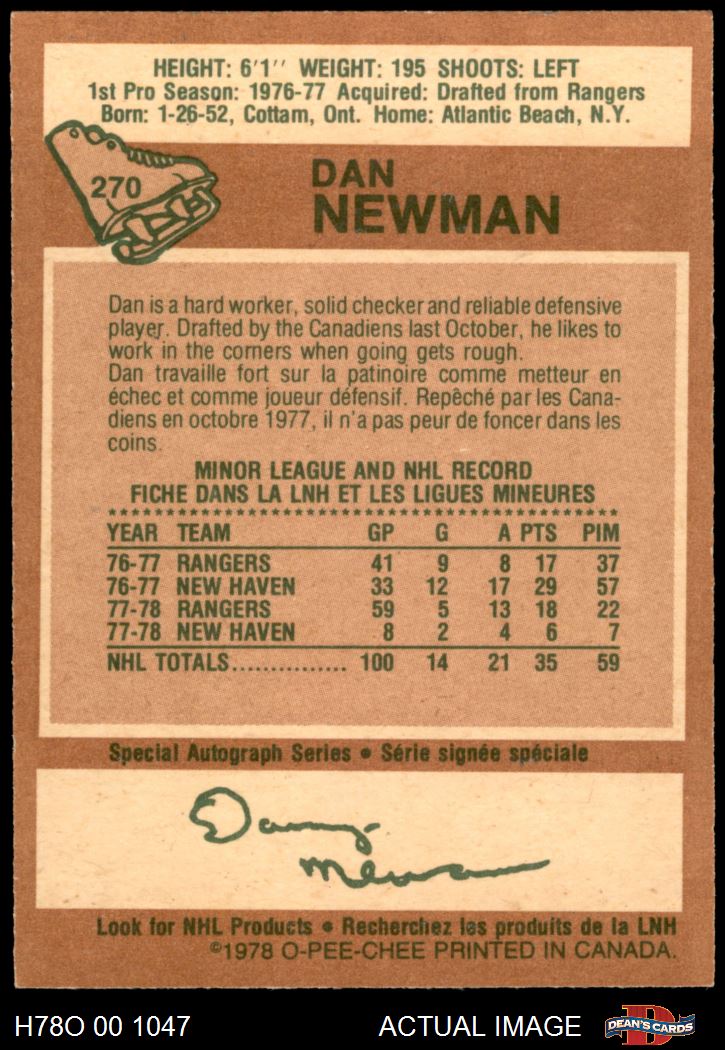 HEIGHT: 6'1'' WEIGHT: 195 SHOOTS: LEFT
1st Pro Season: 1976-77 Acquired: Drafted from Rangers
Born: 1-26-52, Cottam, Ont. Home: Atlantic Beach, N.Y.
270
DAN
NEWMAN
Dan is a hard worker, solid checker and reliable defensive
player. Drafted by the Canadiens last October, he likes to
work in the corners when going gets rough.
Dan travaille fort sur la patinoire comme metteur en
échec et comme joueur défensif. Repêché par les Cana-
diens en octobre 1977, il n'a pas peur de foncer dans les
coins.
MINOR LEAGUE AND NHL RECORD
FICHE DANS LA LNH ET LES LIGUES MINEURES
YEAR TEAM GP G A PTS PIM
76-77 RANGERS 41 9 8 17 37
76-77 NEW HAVEN 33 12 17 29 57
77-78 RANGERS 59 5 13 18 22
77-78 NEW HAVEN 8 2 4 6 7
NHL TOTALS............... 100 14 21 35 59
Special Autograph Series • Série signée spéciale
Danny
Newman
Look for NHL Products • Recherchez les produits de la LNH
©1978 O-PEE-CHEE PRINTED IN CANADA.
H78O 00 1047 ACTUAL IMAGE D DEAN'S CARDS